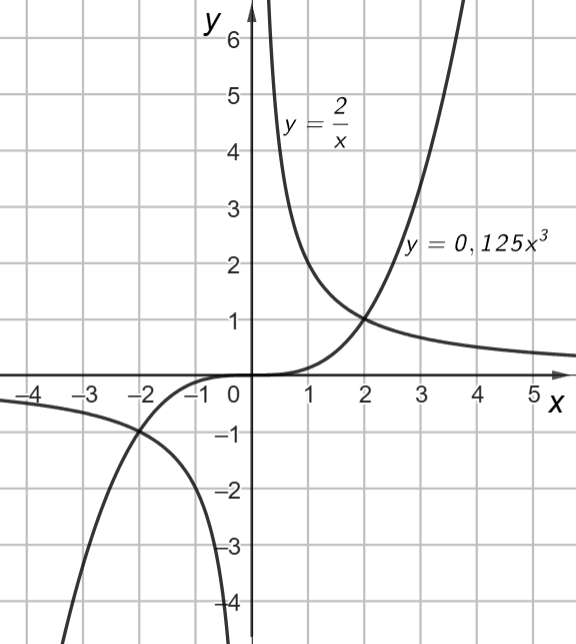 y
6
5
y = 2/x
4
3
y = 0,125x³
2
1
–4 –3 –2 –1 0 1 2 3 4 5 x
–1
–2
–3
–4